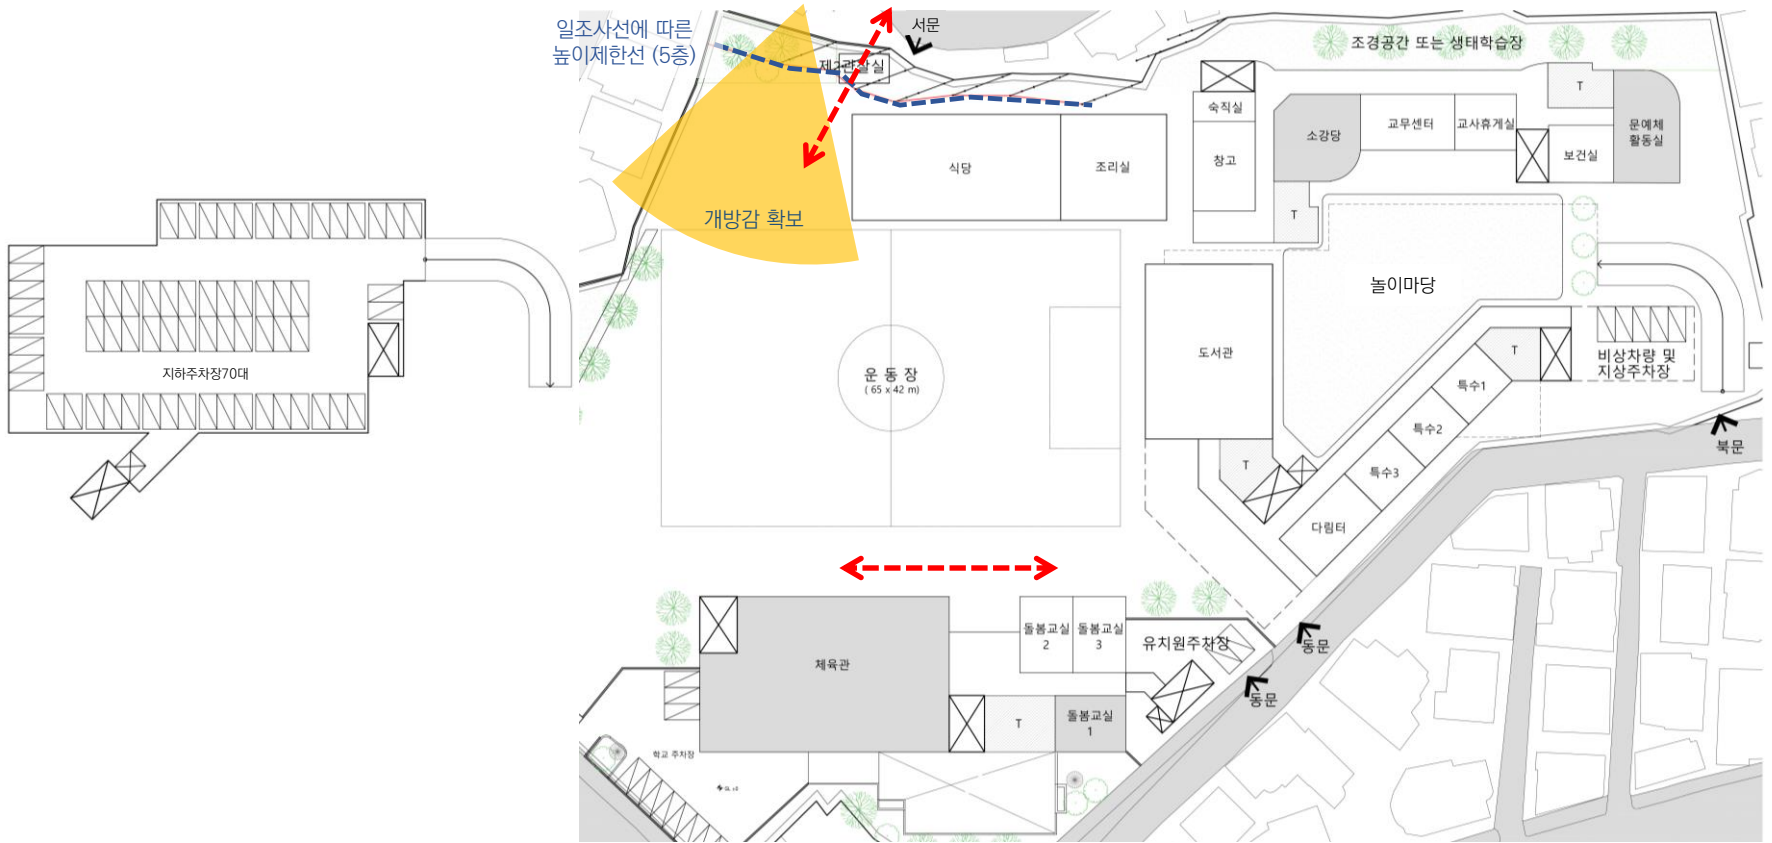 일조사선에 따른
높이제한선 (5층)
서문
조경공간 또는 생태학습장
제2관찰실
T
숙직실
소강당
교무센터
교사휴게실
문예체
활동실
보건실
식당
조리실
창고
개방감 확보
T
놀이마당
도서관
운 동 장
( 65 x 42 m)
지하주차장70대
T
비상차량 및
지상주차장
특수1
특수2
특수3
T
다림터
북문
돌봄교실
2
돌봄교실
3
유치원주차장
동문
동문
체육관
돌봄교실
1
T
학교 주차장
GL ±0